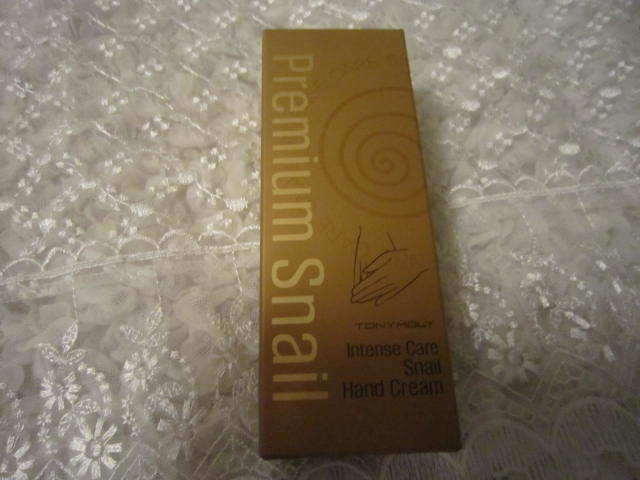 Premium Snail
TONYMOLY
Intense Care
Snail
Hand Cream